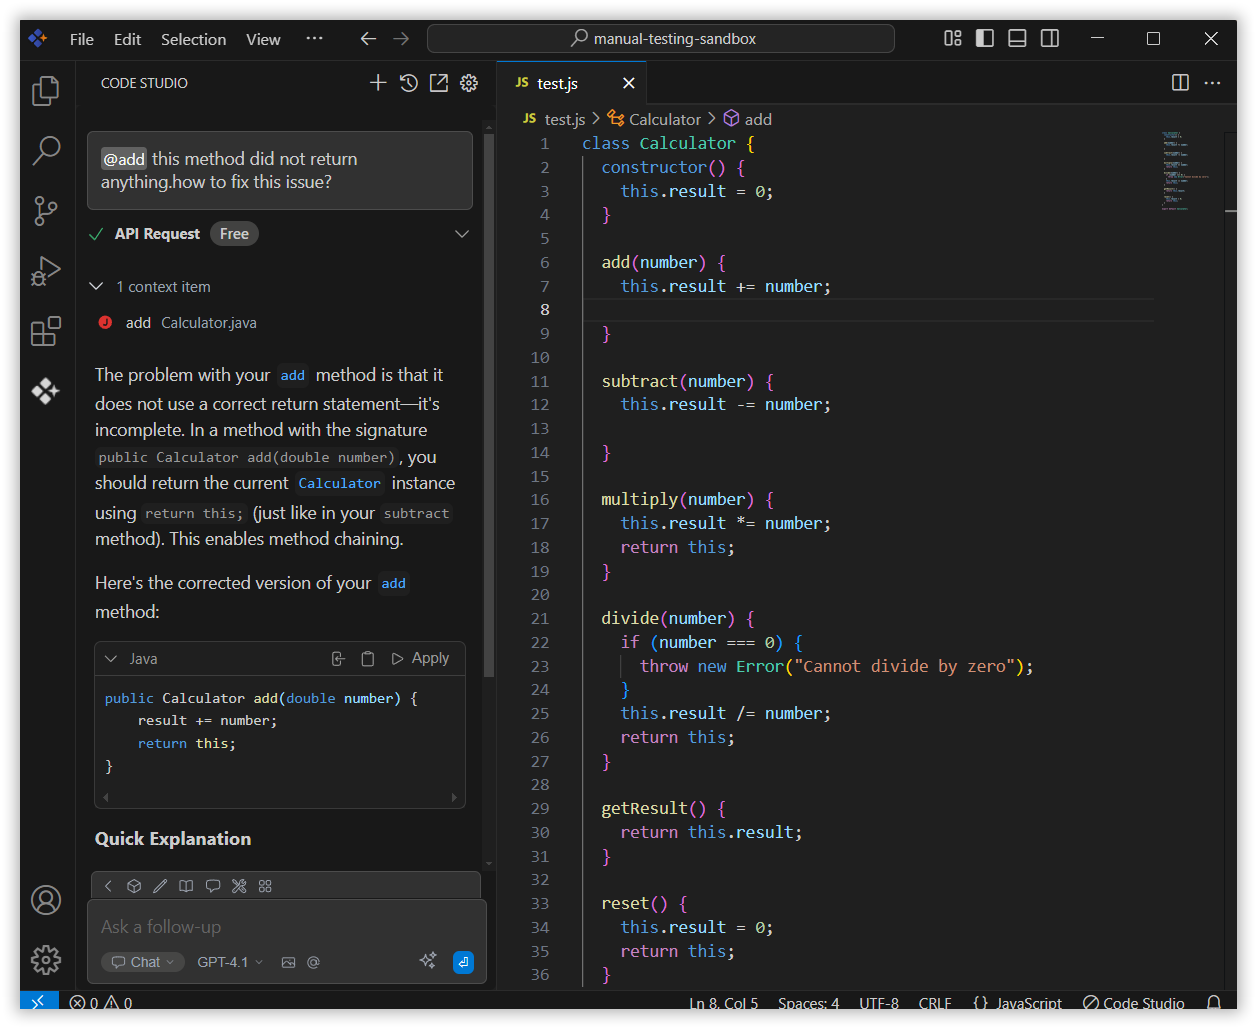 File Edit Selection View ···
manual-testing-sandbox
CODE STUDIO
@add this method did not return
anything.how to fix this issue?
API Request Free
1 context item
J add Calculator.java
The problem with your add method is that it
does not use a correct return statement—it's
incomplete. In a method with the signature
public Calculator add(double number), you
should return the current Calculator instance
using return this; (just like in your subtract
method). This enables method chaining.
Here's the corrected version of your add
method:
Java Apply
public Calculator add(double number) {
    result += number;
    return this;
}
Quick Explanation
Ask a follow-up
Chat GPT-4.1 @
JS test.js
JS test.js > Calculator > add
1 class Calculator {
2   constructor() {
3     this.result = 0;
4   }
5
6   add(number) {
7     this.result += number;
8
9   }
10
11   subtract(number) {
12     this.result -= number;
13
14   }
15
16   multiply(number) {
17     this.result *= number;
18     return this;
19   }
20
21   divide(number) {
22     if (number === 0) {
23       throw new Error("Cannot divide by zero");
24     }
25     this.result /= number;
26     return this;
27   }
28
29   getResult() {
30     return this.result;
31   }
32
33   reset() {
34     this.result = 0;
35     return this;
36   }
0 0 Ln 8, Col 5 Spaces: 4 UTF-8 CRLF {} JavaScript Code Studio